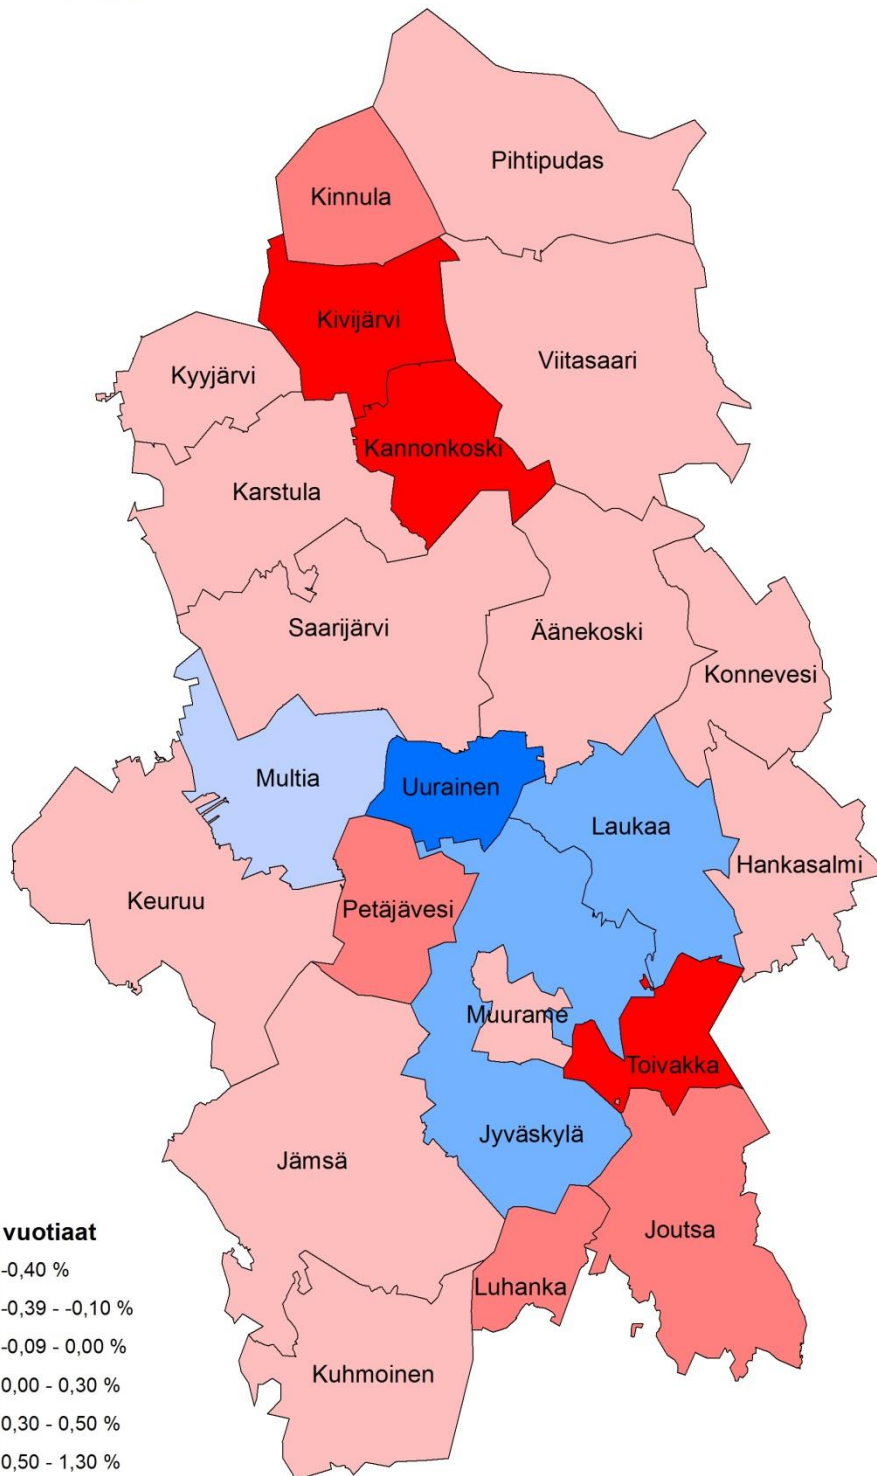 Pihtipudas
Kinnula
Kivijärvi
Viitasaari
Kyyjärvi
Kannonkoski
Karstula
Saarijärvi
Äänekoski
Konnevesi
Multia
Uurainen
Laukaa
Hankasalmi
Keuruu
Petäjävesi
Muurame
Toivakka
Jyväskylä
Jämsä
Joutsa
Luhanka
Kuhmoinen
vuotiaat
-0,40 %
-0,39 - -0,10 %
-0,09 - 0,00 %
0,00 - 0,30 %
0,30 - 0,50 %
0,50 - 1,30 %